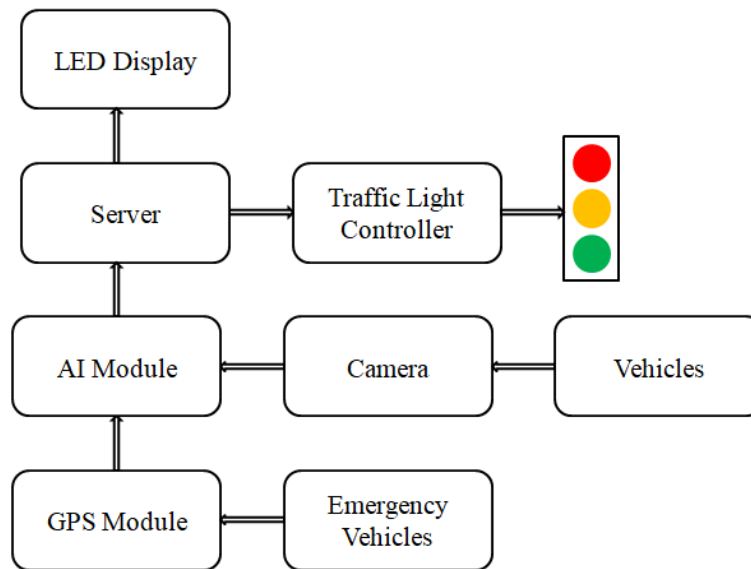 LED Display
Server
Traffic Light
Controller
AI Module
Camera
Vehicles
GPS Module
Emergency
Vehicles